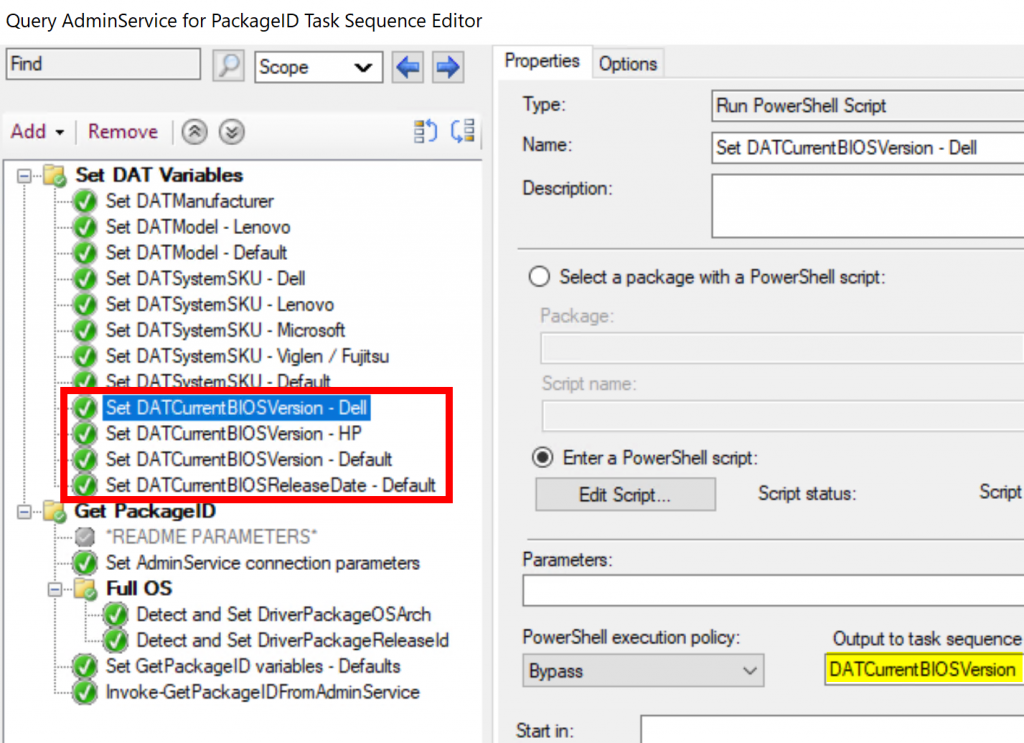 Query AdminService for PackageID Task Sequence Editor
Find
Scope
Add
Remove
Set DAT Variables
Set DATManufacturer
Set DATModel - Lenovo
Set DATModel - Default
Set DATSystemSKU - Dell
Set DATSystemSKU - Lenovo
Set DATSystemSKU - Microsoft
Set DATSystemSKU - Viglen / Fujitsu
Set DATSystemSKU - Default
Set DATCurrentBIOSVersion - Dell
Set DATCurrentBIOSVersion - HP
Set DATCurrentBIOSVersion - Default
Set DATCurrentBIOSReleaseDate - Default
Get PackageID
*README PARAMETERS*
Set AdminService connection parameters
Full OS
Detect and Set DriverPackageOSArch
Detect and Set DriverPackageReleaseId
Set GetPackageID variables - Defaults
Invoke-GetPackageIDFromAdminService
Properties
Options
Type:
Run PowerShell Script
Name:
Set DATCurrentBIOSVersion - Dell
Description:
Select a package with a PowerShell script:
Package:
Script name:
Enter a PowerShell script:
Edit Script...
Script status:
Script
Parameters:
PowerShell execution policy:
Output to task sequence
Bypass
DATCurrentBIOSVersion
Start in: